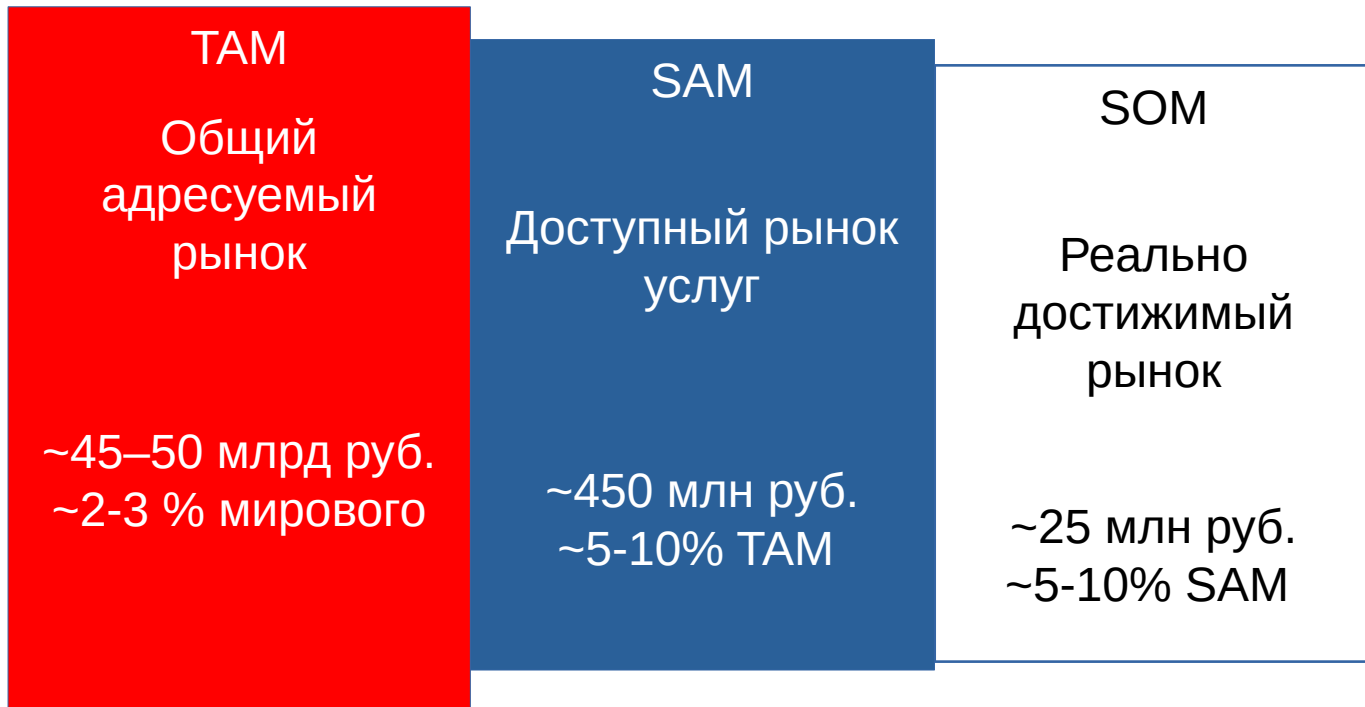 TAM
Общий
адресуемый
рынок
~45–50 млрд руб.
~2-3 % мирового
SAM
Доступный рынок
услуг
~450 млн руб.
~5-10% TAM
SOM
Реально
достижимый
рынок
~25 млн руб.
~5-10% SAM